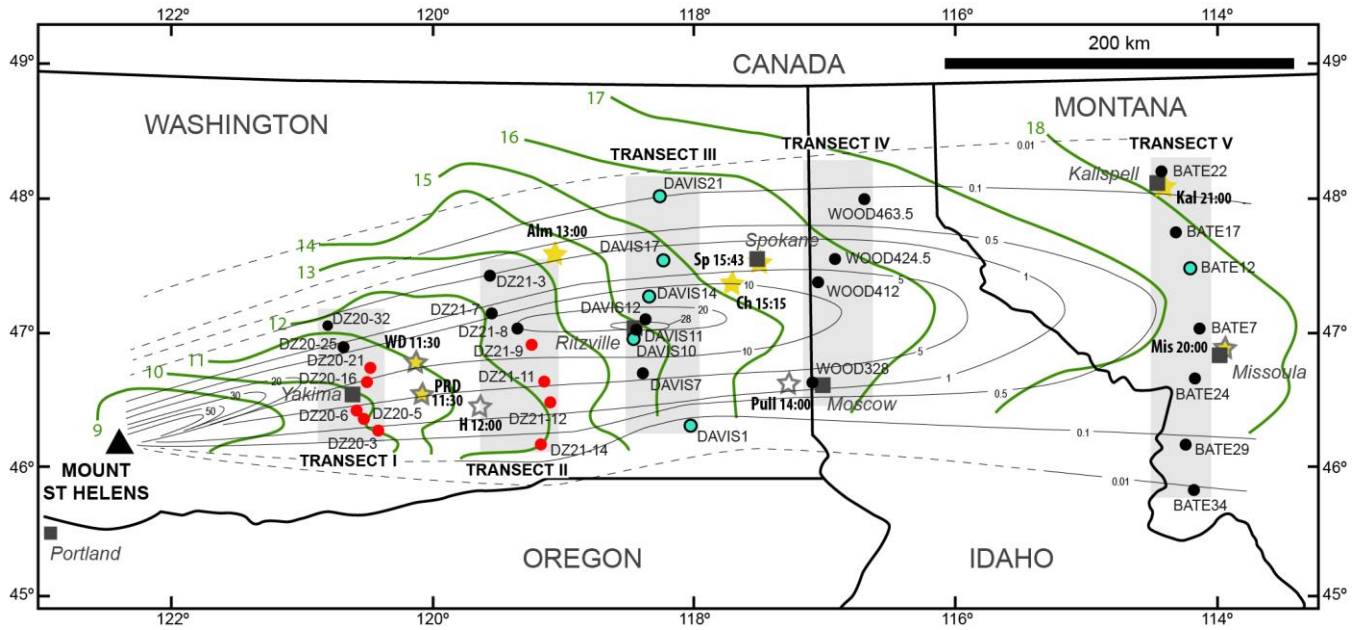 122º 120º 118º 116º 114º
200 km
49º 49º
CANADA
WASHINGTON
MONTANA
17
18
16
TRANSECT III
TRANSECT IV
TRANSECT V
0.01
15
DAVIS21
Kalispell
BATE22
48º 48º
WOOD463.5
0.1
Kal 21:00
14
Alm 13:00
DAVIS17
Spokane
0.5
BATE17
13
Sp 15:43
WOOD424.5
1
DZ21-3
DAVIS14
Ch 15:15
WOOD412
5
BATE12
12
DZ20-32
DZ21-7
DAVIS12
10
20
28
47º 47º
DZ20-25
WD 11:30
DZ21-8
Ritzville
DAVIS11
BATE7
11
DZ20-21
DZ21-9
DAVIS10
10
5
Mis 20:00
Missoula
10
DZ20-16
PRD
11:30
DZ21-11
DAVIS7
WOOD328
1
BATE24
20
30
50
Yakima
H 12:00
Pull 14:00
Moscow
0.5
DZ20-6
DZ20-5
DZ21-12
9
DZ20-3
DZ21-14
DAVIS1
0.1
BATE29
MOUNT
ST HELENS
TRANSECT I
TRANSECT II
46º 46º
0.01
BATE34
Portland
OREGON
IDAHO
45º 45º
122º 120º 118º 116º 114º